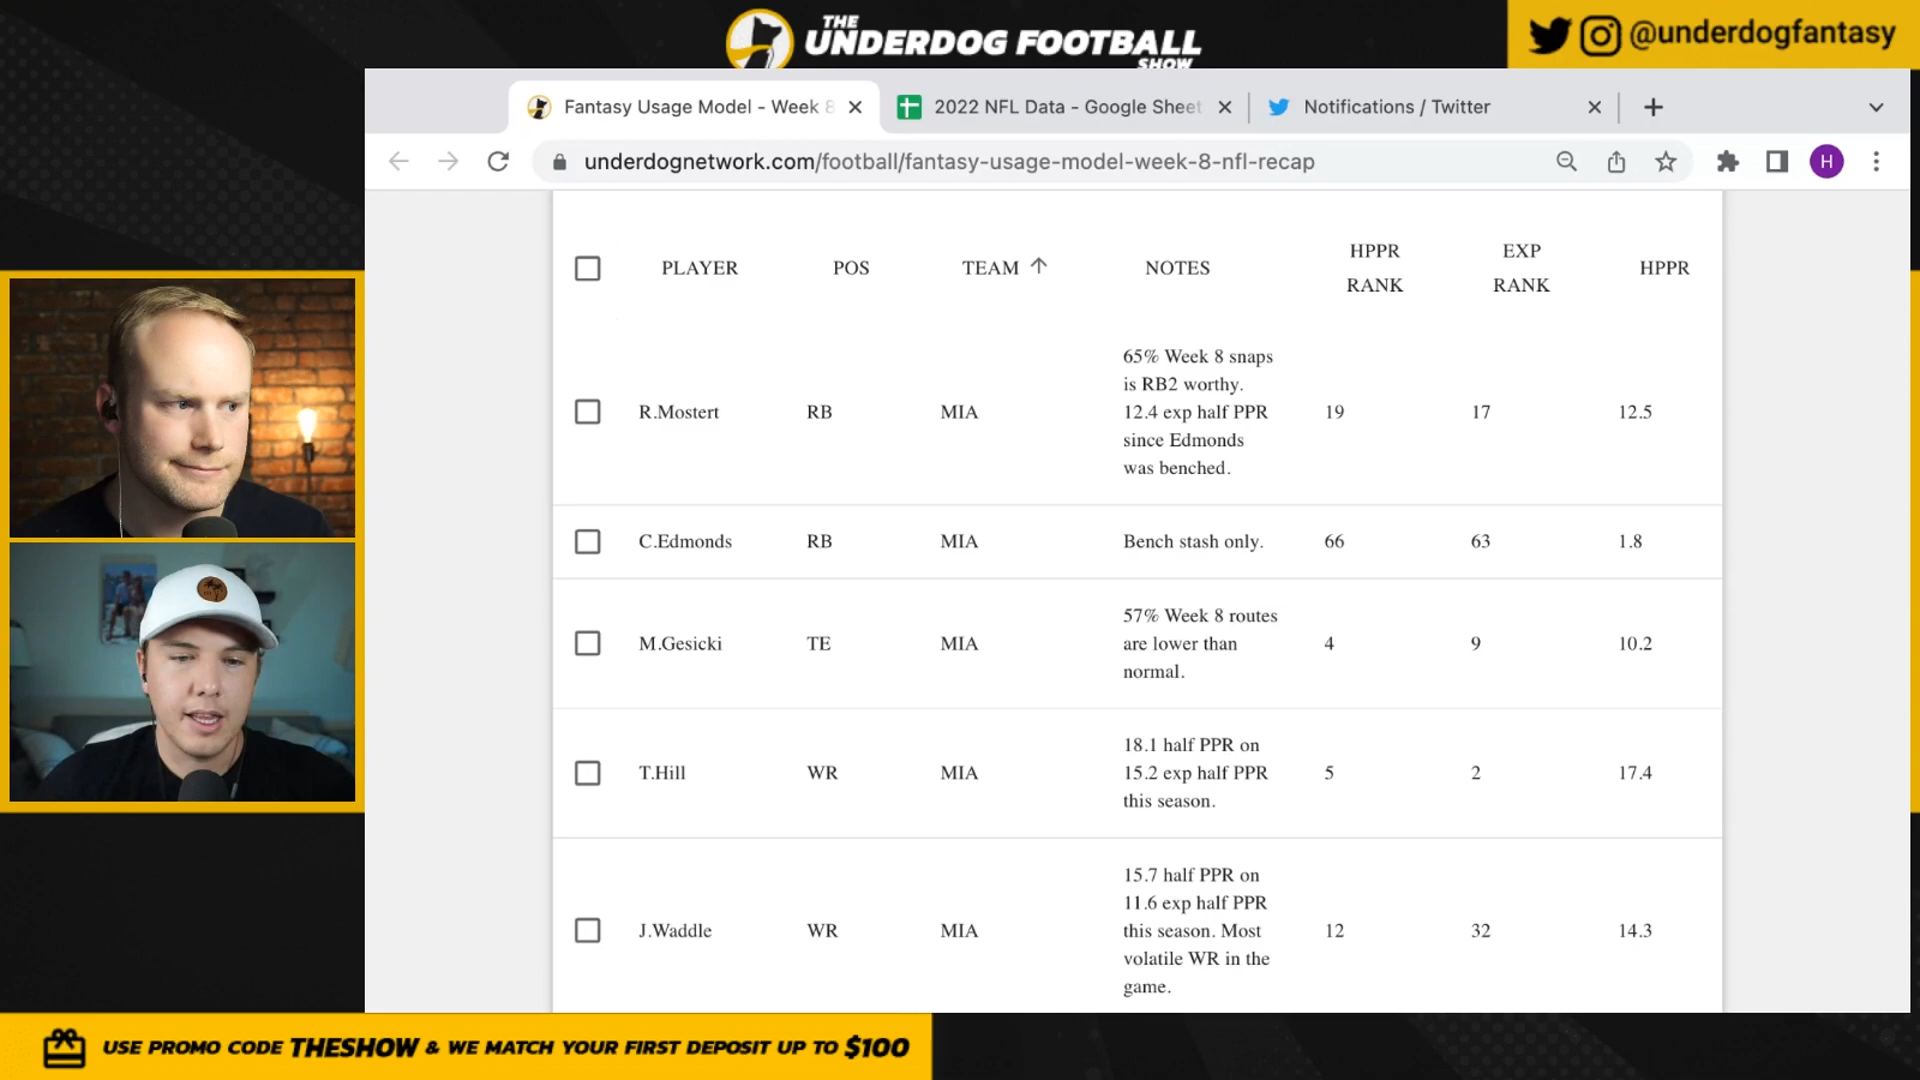 THE
UNDERDOG FOOTBALL
SHOW
@underdogfantasy
Fantasy Usage Model - Week 8
2022 NFL Data - Google Sheet
Notifications / Twitter
underdognetwork.com/football/fantasy-usage-model-week-8-nfl-recap
H
PLAYER POS TEAM ↑ NOTES HPPR RANK EXP RANK HPPR
R.Mostert RB MIA 65% Week 8 snaps is RB2 worthy. 12.4 exp half PPR since Edmonds was benched. 19 17 12.5
C.Edmonds RB MIA Bench stash only. 66 63 1.8
M.Gesicki TE MIA 57% Week 8 routes are lower than normal. 4 9 10.2
T.Hill WR MIA 18.1 half PPR on 15.2 exp half PPR this season. 5 2 17.4
J.Waddle WR MIA 15.7 half PPR on 11.6 exp half PPR this season. Most volatile WR in the game. 12 32 14.3
USE PROMO CODE THESHOW & WE MATCH YOUR FIRST DEPOSIT UP TO $100